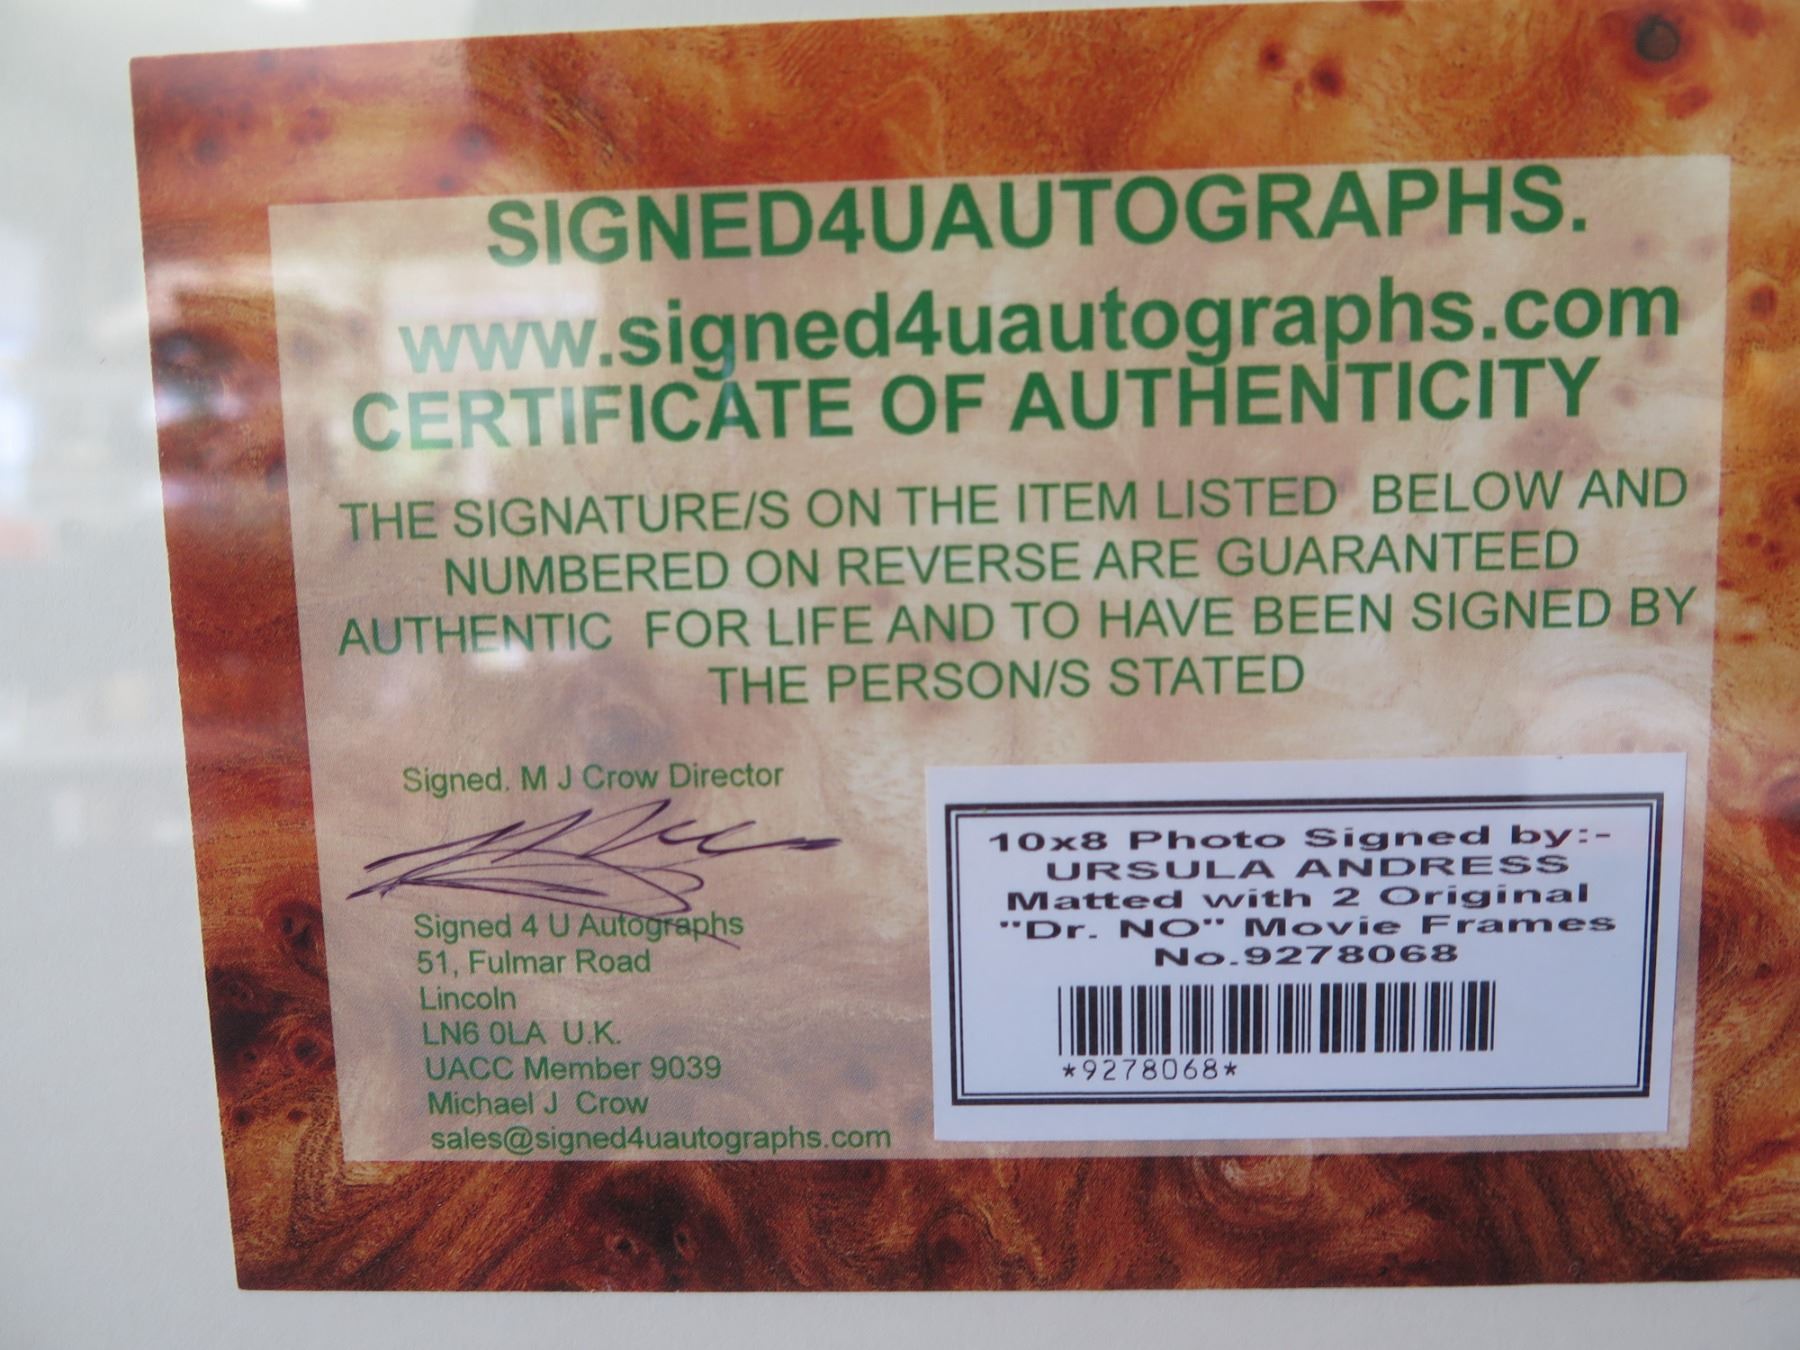 SIGNED4UAUTOGRAPHS.
www.signed4uautographs.com
CERTIFICATE OF AUTHENTICITY
THE SIGNATURE/S ON THE ITEM LISTED BELOW AND
NUMBERED ON REVERSE ARE GUARANTEED
AUTHENTIC FOR LIFE AND TO HAVE BEEN SIGNED BY
THE PERSON/S STATED
Signed. M J Crow Director
Signed 4 U Autographs
51, Fulmar Road
Lincoln
LN6 0LA U.K.
UACC Member 9039
Michael J Crow
sales@signed4uautographs.com
10x8 Photo Signed by:-
URSULA ANDRESS
Matted with 2 Original
"Dr. NO" Movie Frames
No.9278068
*9278068*